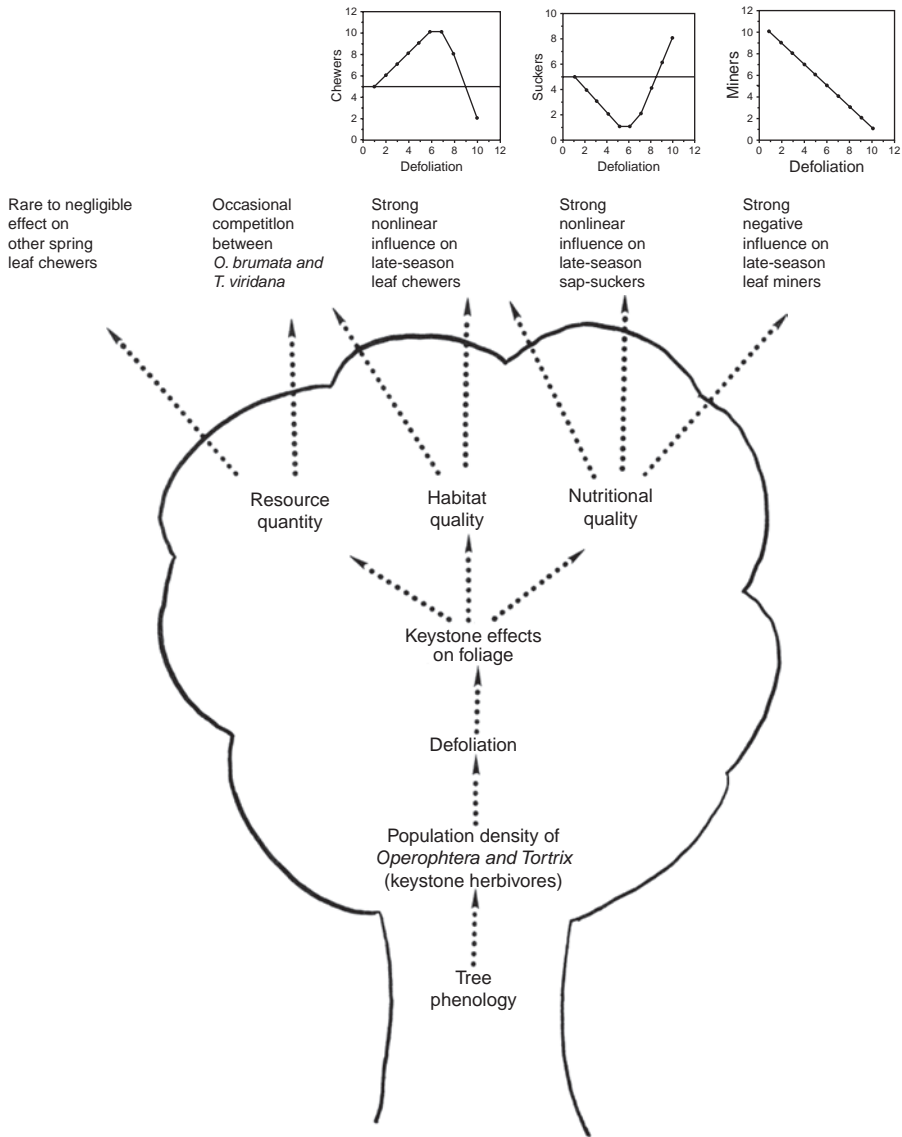 12
10
8
6
4
2
0
Chewers
0 2 4 6 8 10 12
Defoliation
10
8
6
4
2
0
Suckers
0 2 4 6 8 10 12
Defoliation
12
10
8
6
4
2
0
Miners
0 2 4 6 8 10 12
Defoliation
Rare to negligible
effect on
other spring
leaf chewers
Occasional
competitlon
between
O. brumata and
T. viridana
Strong
nonlinear
influence on
late-season
leaf chewers
Strong
nonlinear
influence on
late-season
sap-suckers
Strong
negative
influence on
late-season
leaf miners
Resource
quantity
Habitat
quality
Nutritional
quality
Keystone effects
on foliage
Defoliation
Population density of
Operophtera and Tortrix
(keystone herbivores)
Tree
phenology